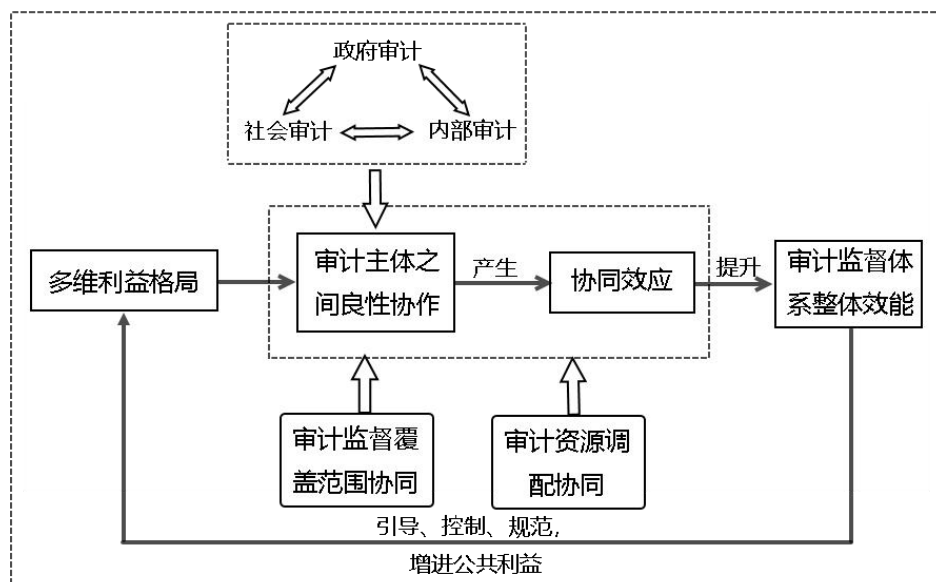 政府审计
社会审计
内部审计
多维利益格局
审计主体之
间良性协作
产生
协同效应
提升
审计监督体
系整体效能
审计监督覆
盖范围协同
审计资源调
配协同
引导、控制、规范,
增进公共利益